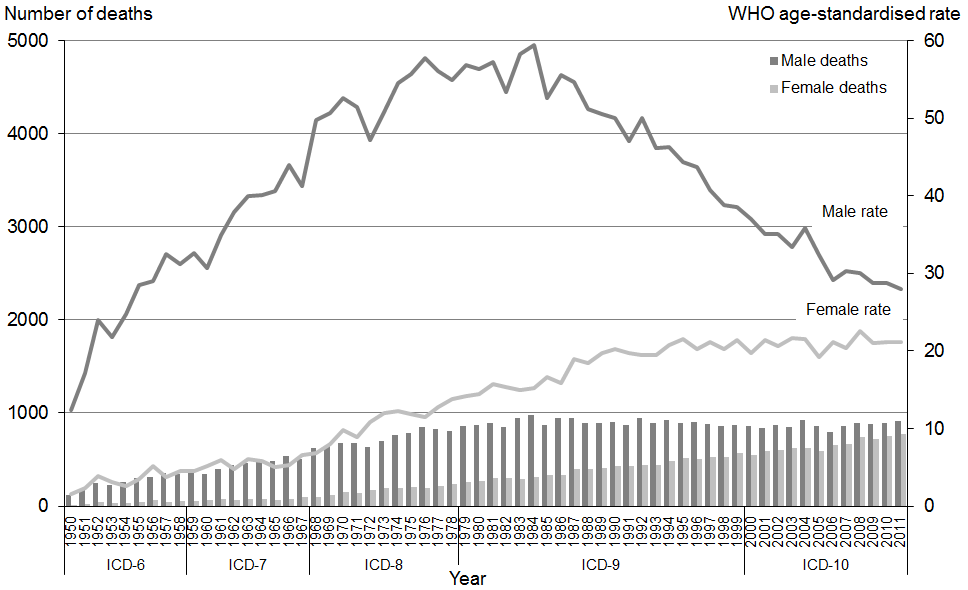 Number of deaths WHO age-standardised rate
5000 60
Male deaths
Female deaths
50
4000
40
3000
Male rate
30
Female rate
2000
20
1000 10
0 0
1950 1951 1952 1953 1954 1955 1956 1957 1958 1959 1960 1961 1962 1963 1964 1965 1966 1967 1968 1969 1970 1971 1972 1973 1974 1975 1976 1977 1978 1979 1980 1981 1982 1983 1984 1985 1986 1987 1988 1989 1990 1991 1992 1993 1994 1995 1996 1997 1998 1999 2000 2001 2002 2003 2004 2005 2006 2007 2008 2009 2010 2011
ICD-6 ICD-7 ICD-8 ICD-9 ICD-10
Year